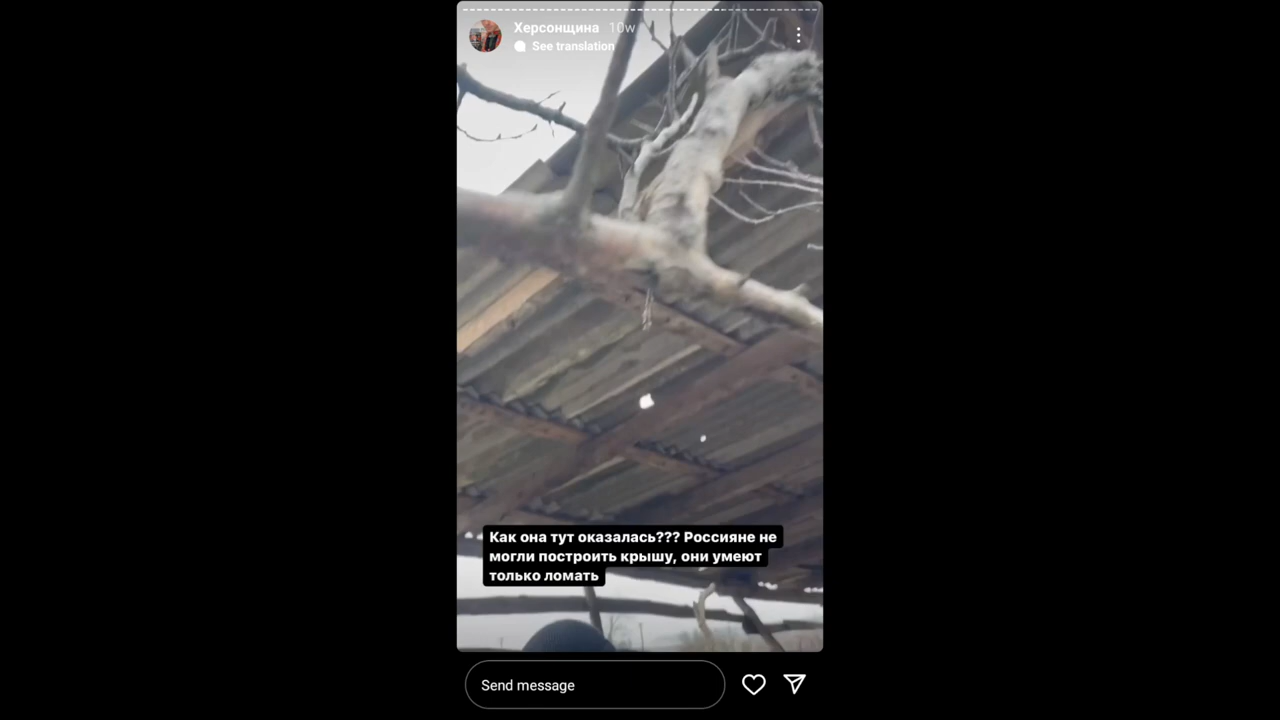 Херсонщина 10w
See translation
Как она тут оказалась??? Россияне не
могли построить крышу, они умеют
только ломать
Send message